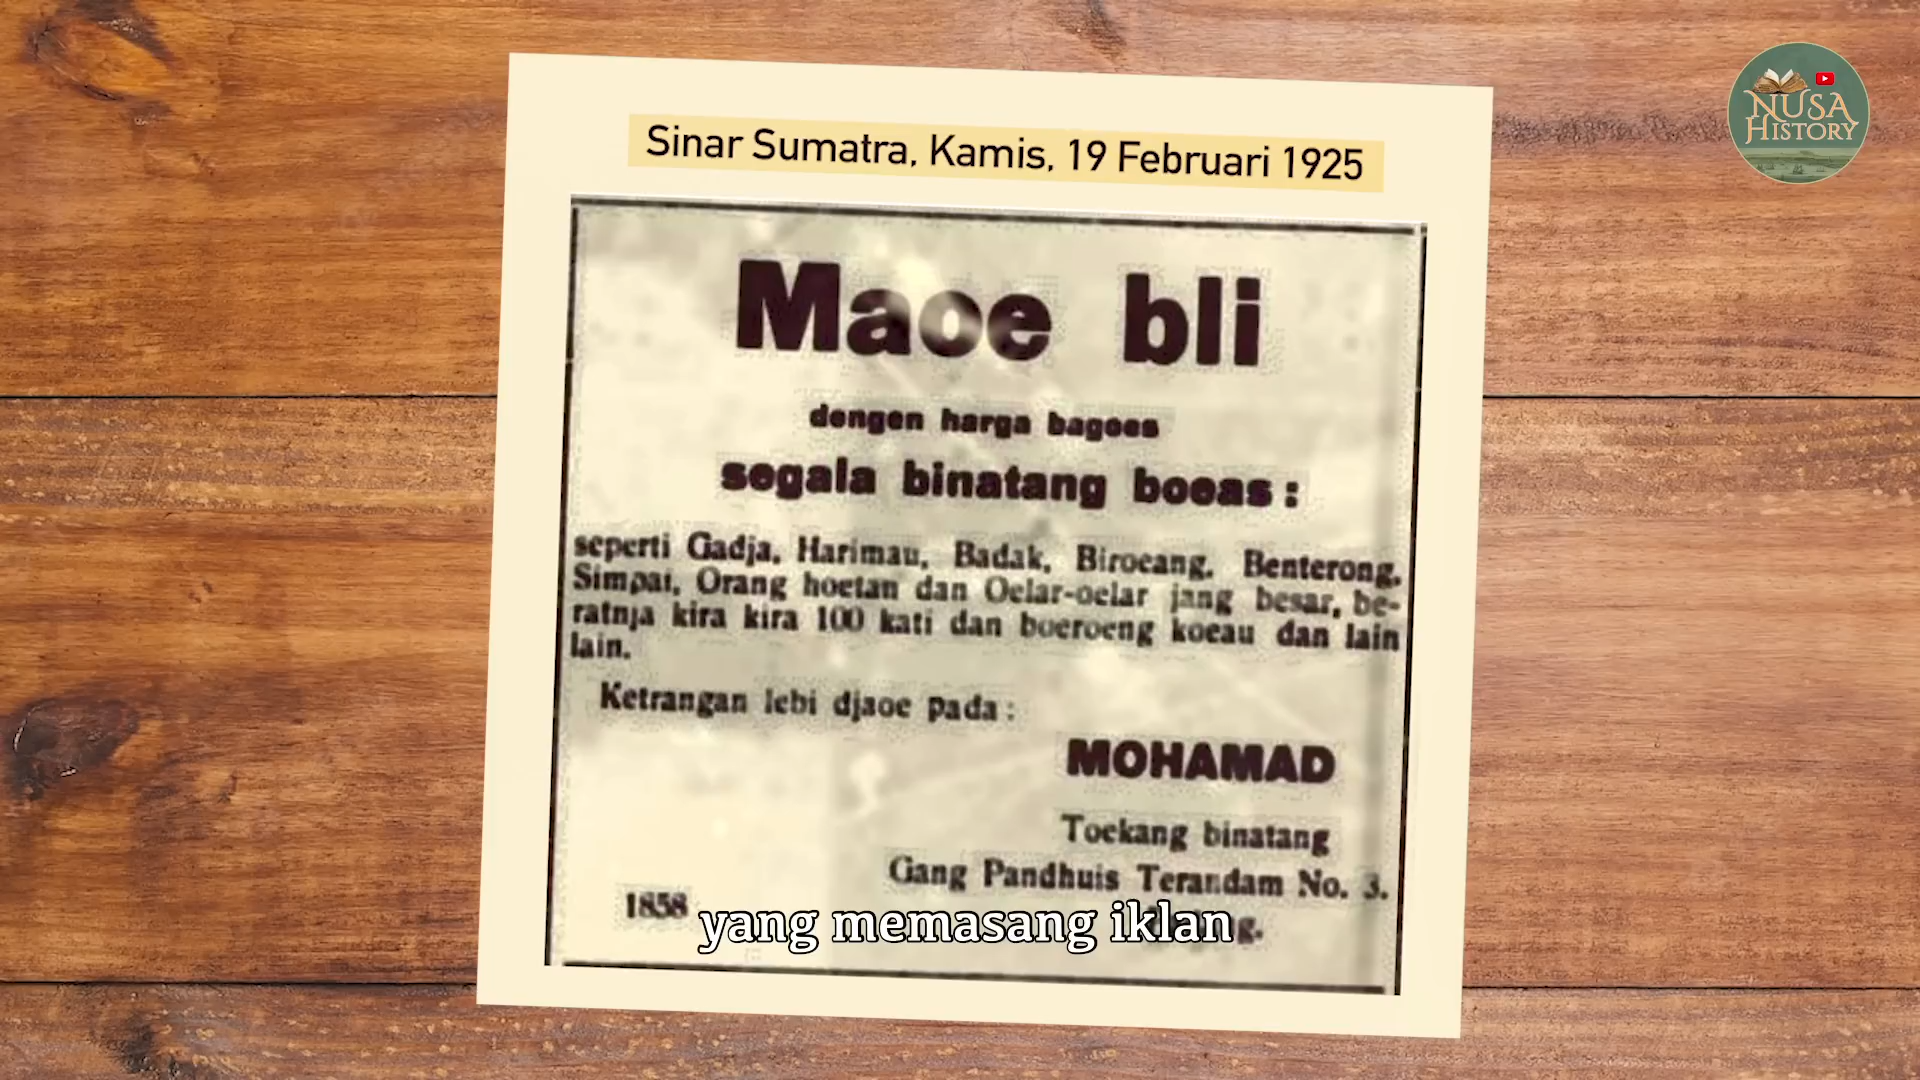 NUSA
HISTORY
Sinar Sumatra, Kamis, 19 Februari 1925
Maoe bli
dengen harga bagoes
segala binatang boeas :
seperti Gadja, Harimau, Badak, Biroeang, Benterong,
Simpai, Orang hoetan dan Oelar-oelar jang besar, be-
ratnja kira kira 100 kati dan boeroeng koeau dan lain
lain.
Ketrangan lebi djaoe pada :
MOHAMAD
Toekang binatang
Gang Pandhuis Terandam No. 3.
1858
yang memasang iklan